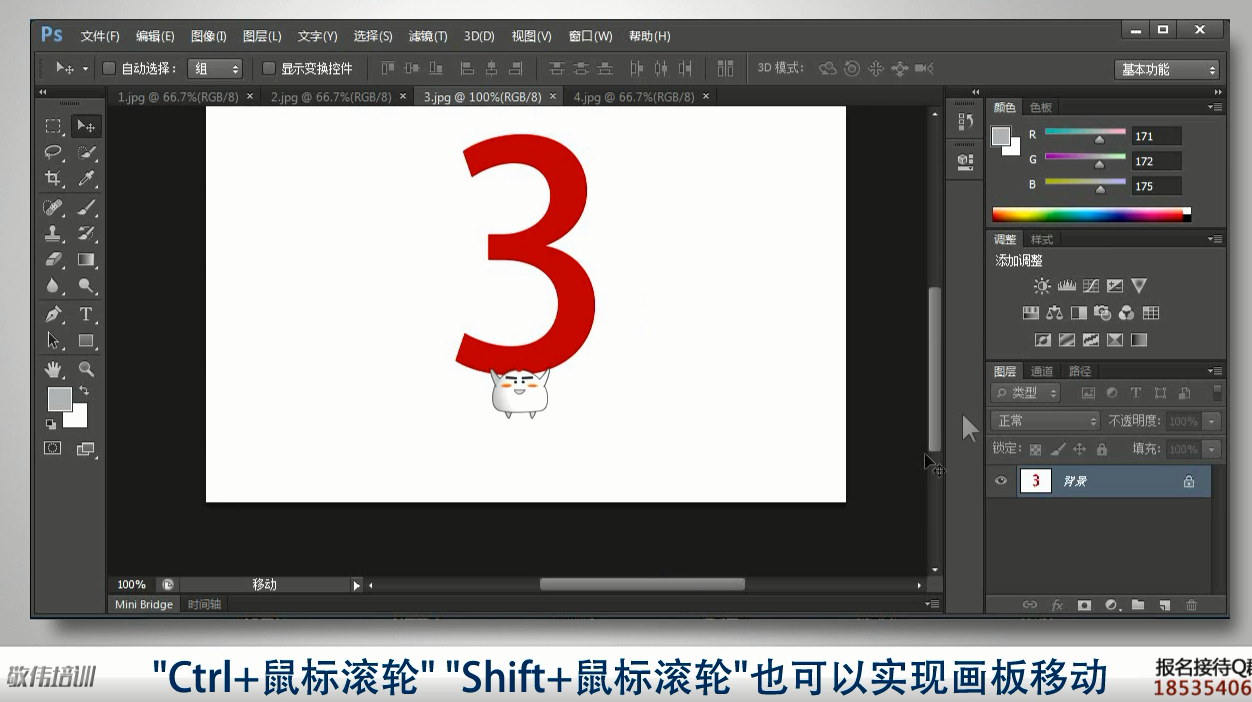 Ps 文件(F) 编辑(E) 图像(I) 图层(L) 文字(Y) 选择(S) 滤镜(T) 3D(D) 视图(V) 窗口(W) 帮助(H)
自动选择： 组 显示变换控件 3D 模式： 基本功能
1.jpg @ 66.7%(RGB/8) × 2.jpg @ 66.7%(RGB/8) × 3.jpg @ 100%(RGB/8) × 4.jpg @ 66.7%(RGB/8) ×
颜色 色板
R 171
G 172
B 175
3
调整 样式
添加调整
图层 通道 路径
类型
正常 不透明度: 100%
锁定: 填充: 100%
3 背景
100% 移动
Mini Bridge 时间轴
fx
敬伟培训
"Ctrl+鼠标滚轮" "Shift+鼠标滚轮"也可以实现画板移动
报名接待Q
18535406